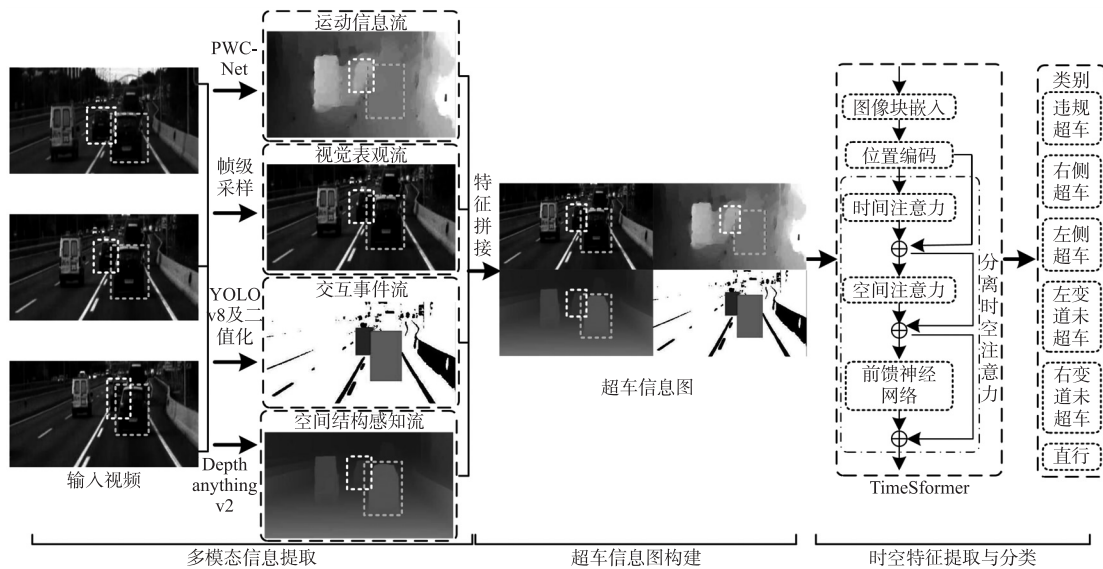 运动信息流
PWC-
Net
帧级
采样
视觉表观流
YOLO
v8及二
值化
交互事件流
空间结构感知流
Depth
anything
v2
输入视频
特征拼接
超车信息图
图像块嵌入
位置编码
时间注意力
空间注意力
前馈神经
网络
分离时空注意力
TimeSformer
类别
违规
超车
右侧
超车
左侧
超车
左变
道未
超车
右变
道未
超车
直行
多模态信息提取
超车信息图构建
时空特征提取与分类